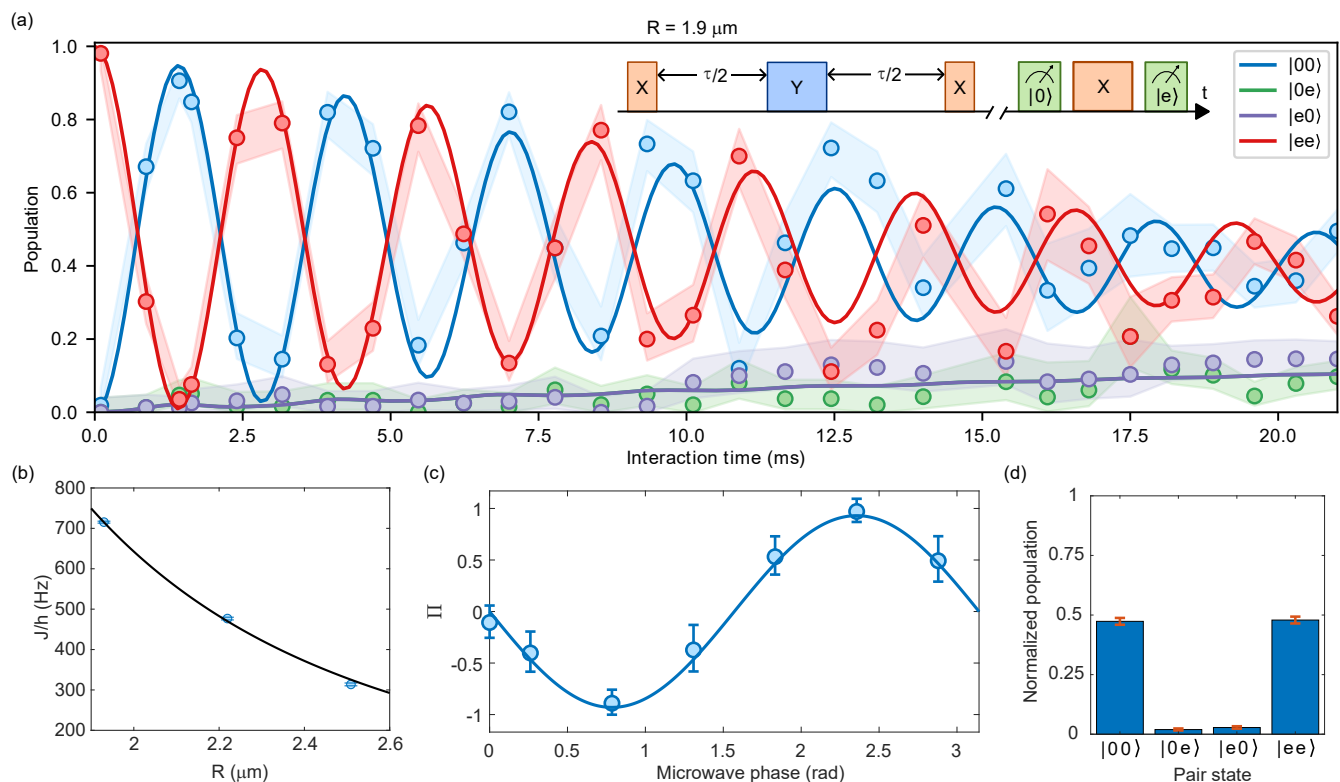 (a)
R = 1.9 μm
1.0
0.8
0.6
0.4
0.2
0.0
Population
X
τ/2
Y
τ/2
X
|0⟩
X
|e⟩
t
|00⟩
|0e⟩
|e0⟩
|ee⟩
0.0 2.5 5.0 7.5 10.0 12.5 15.0 17.5 20.0
Interaction time (ms)
(b)
800
700
600
500
400
300
200
J/h (Hz)
2 2.2 2.4 2.6
R (μm)
(c)
1
0.5
0
-0.5
-1
Π
0 0.5 1 1.5 2 2.5 3
Microwave phase (rad)
(d)
1
0.75
0.5
0.25
0
Normalized population
|00⟩ |0e⟩ |e0⟩ |ee⟩
Pair state